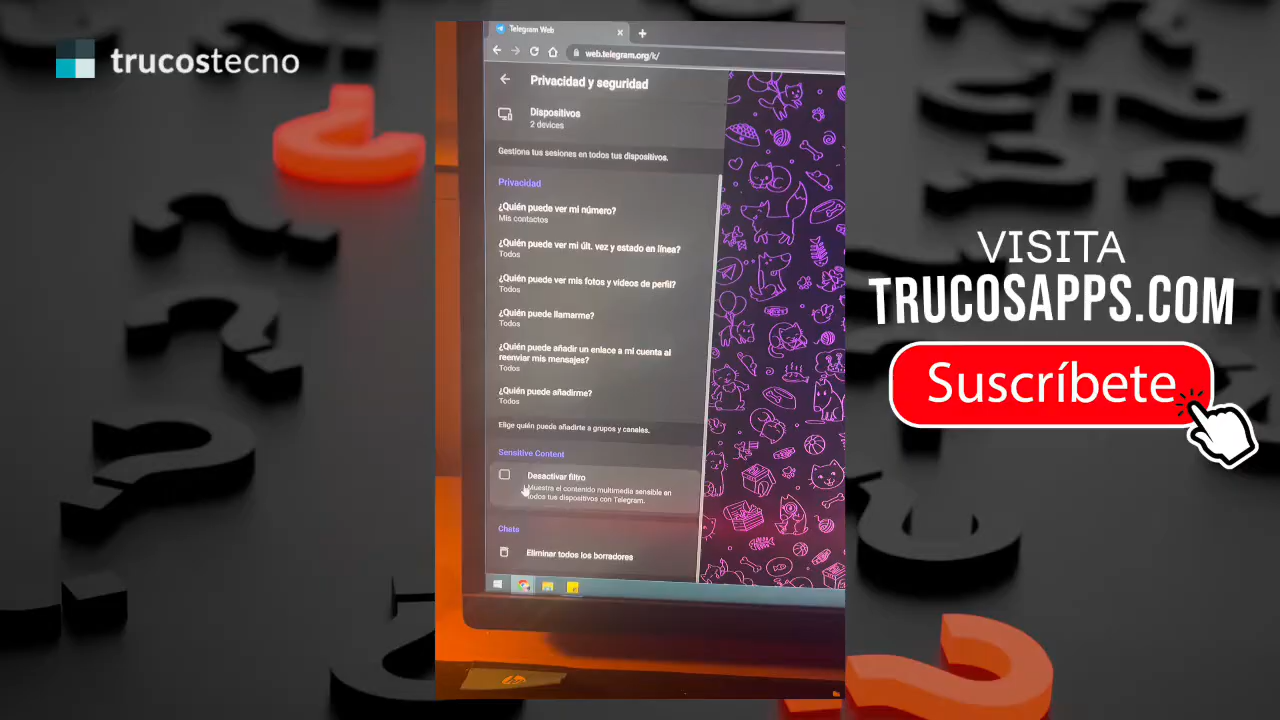 trucostecno
Telegram Web
web.telegram.org/k/
Privacidad y seguridad
Dispositivos
2 devices
Gestiona tus sesiones en todos tus dispositivos.
Privacidad
¿Quién puede ver mi número?
Mis contactos
¿Quién puede ver mi últ. vez y estado en línea?
Todos
¿Quién puede ver mis fotos y videos de perfil?
Todos
¿Quién puede llamarme?
Todos
¿Quién puede añadir un enlace a mi cuenta al
reenviar mis mensajes?
Todos
¿Quién puede añadirme?
Todos
Elige quién puede añadirte a grupos y canales.
Sensitive Content
Desactivar filtro
Muestra el contenido multimedia sensible en
todos tus dispositivos con Telegram.
Chats
Eliminar todos los borradores
hp
VISITA
TRUCOSAPPS.COM
Suscríbete